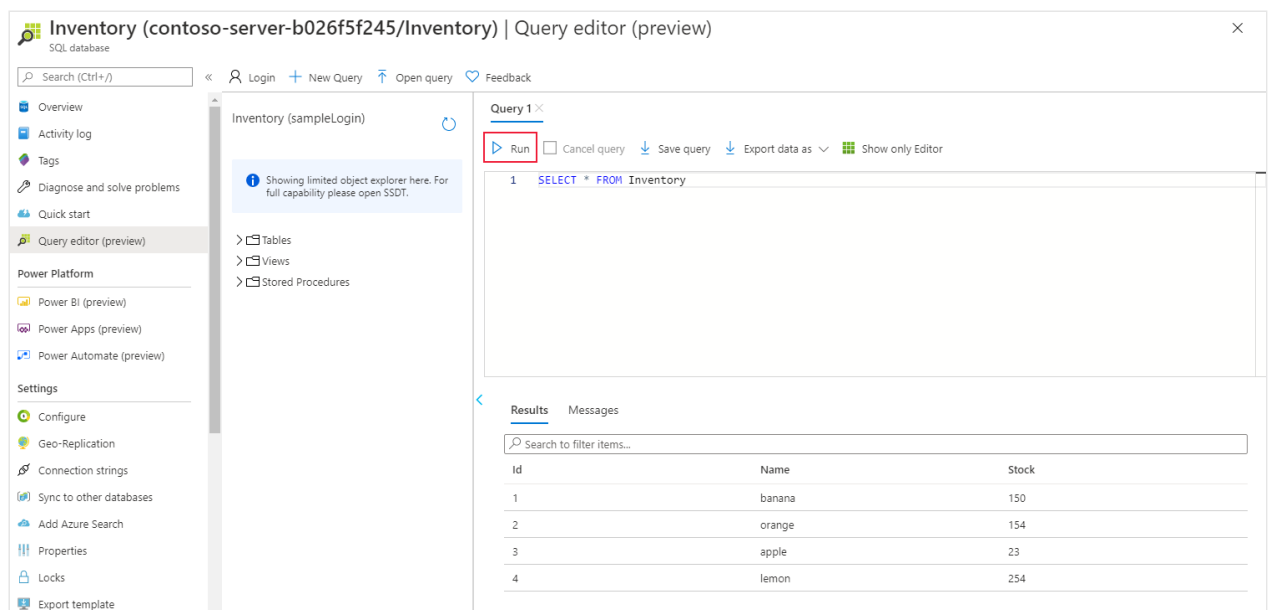 Inventory (contoso-server-b026f5f245/Inventory) | Query editor (preview)
SQL database
Search (Ctrl+/)
«
Login
New Query
Open query
Feedback
Overview
Activity log
Tags
Diagnose and solve problems
Quick start
Query editor (preview)
Power Platform
Power BI (preview)
Power Apps (preview)
Power Automate (preview)
Settings
Configure
Geo-Replication
Connection strings
Sync to other databases
Add Azure Search
Properties
Locks
Export template
Inventory (sampleLogin)
Showing limited object explorer here. For
full capability please open SSDT.
Tables
Views
Stored Procedures
Query 1
Run
Cancel query
Save query
Export data as
Show only Editor
1 SELECT * FROM Inventory
Results Messages
Search to filter items...
Id Name Stock
1 banana 150
2 orange 154
3 apple 23
4 lemon 254